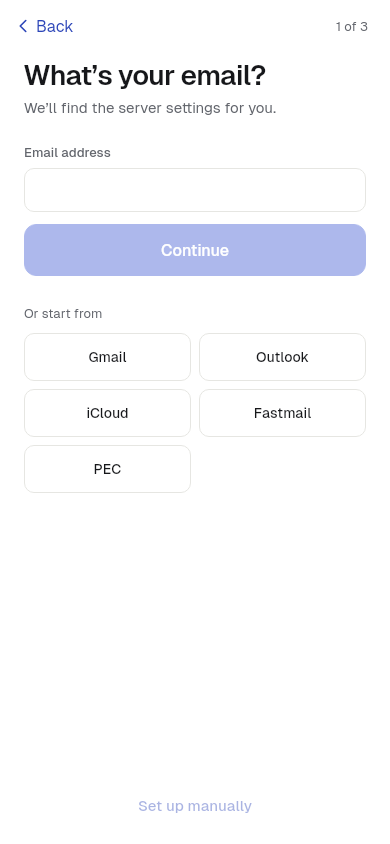 Back
1 of 3
What’s your email?
We’ll find the server settings for you.
Email address
Continue
Or start from
Gmail
Outlook
iCloud
Fastmail
PEC
Set up manually